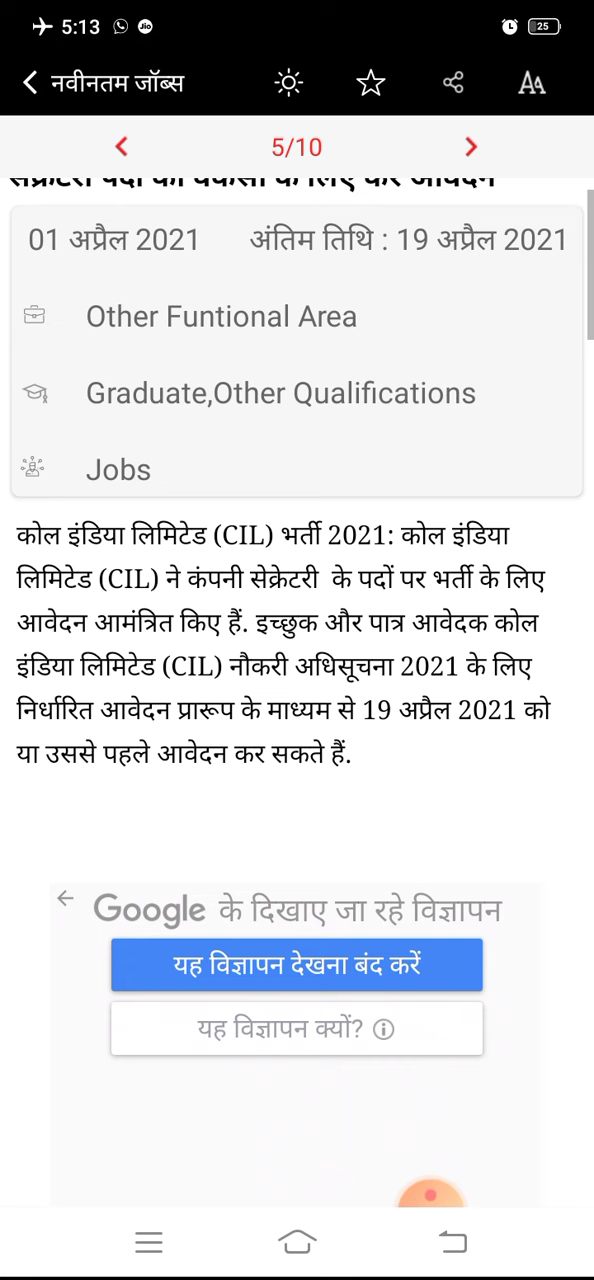 5:13
25
नवीनतम जॉब्स
AA
5/10
01 अप्रैल 2021 अंतिम तिथि : 19 अप्रैल 2021
Other Funtional Area
Graduate,Other Qualifications
Jobs
कोल इंडिया लिमिटेड (CIL) भर्ती 2021: कोल इंडिया
लिमिटेड (CIL) ने कंपनी सेक्रेटरी के पदों पर भर्ती के लिए
आवेदन आमंत्रित किए हैं. इच्छुक और पात्र आवेदक कोल
इंडिया लिमिटेड (CIL) नौकरी अधिसूचना 2021 के लिए
निर्धारित आवेदन प्रारूप के माध्यम से 19 अप्रैल 2021 को
या उससे पहले आवेदन कर सकते हैं.
Google के दिखाए जा रहे विज्ञापन
यह विज्ञापन देखना बंद करें
यह विज्ञापन क्यों?